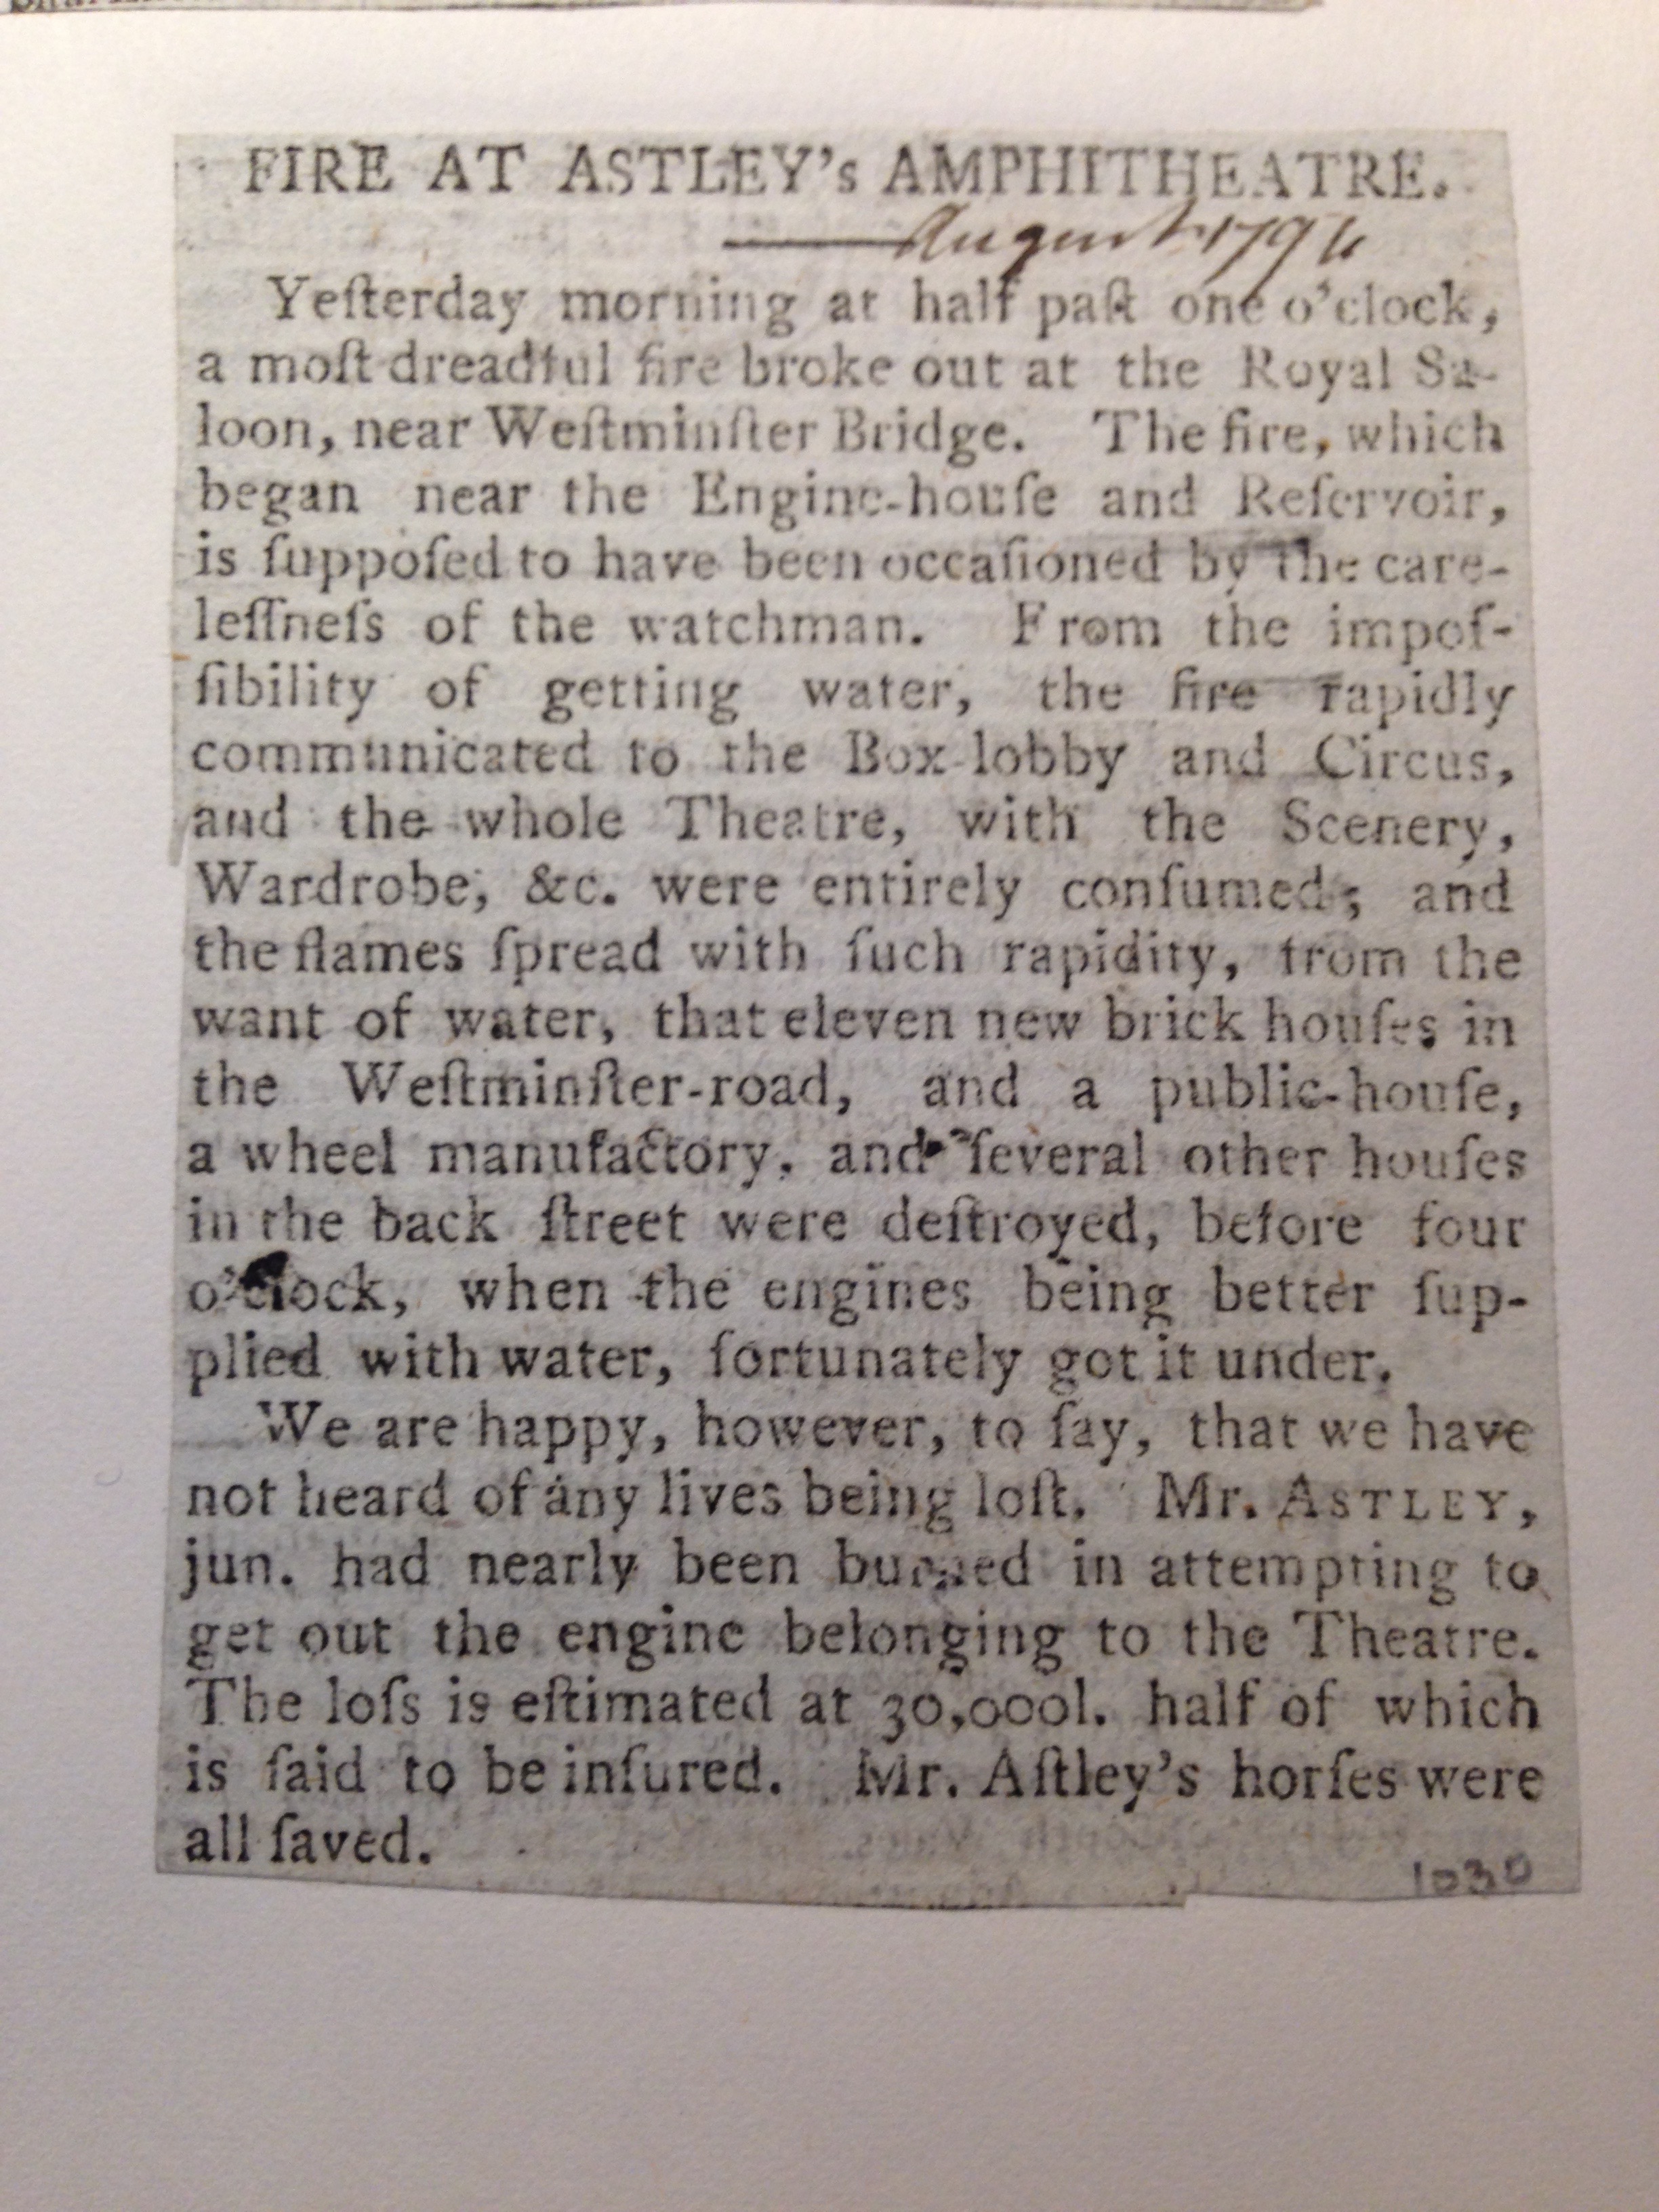 FIRE AT ASTLEY's AMPHITHEATRE.
August 1794
Yeſterday morning at half paſt one o'clock,
a moſt dreadful fire broke out at the Royal Sa-
loon, near Weſtminſter Bridge. The fire, which
began near the Engine-houſe and Reſervoir,
is ſuppoſed to have been occaſioned by the care-
leſſneſs of the watchman. From the impoſ-
ſibility of getting water, the fire rapidly
communicated to the Box-lobby and Circus,
and the whole Theatre, with the Scenery,
Wardrobe, &c. were entirely conſumed; and
the flames ſpread with ſuch rapidity, from the
want of water, that eleven new brick houſes in
the Weſtminſter-road, and a public-houſe,
a wheel manufactory, and ſeveral other houſes
in the back ſtreet were deſtroyed, before four
o'clock, when the engines being better ſup-
plied with water, fortunately got it under.
We are happy, however, to ſay, that we have
not heard of any lives being loſt. Mr. ASTLEY,
jun. had nearly been burned in attempting to
get out the engine belonging to the Theatre.
The loſs is eſtimated at 30,000l. half of which
is ſaid to be inſured. Mr. Aſtley's horſes were
all ſaved.
1030